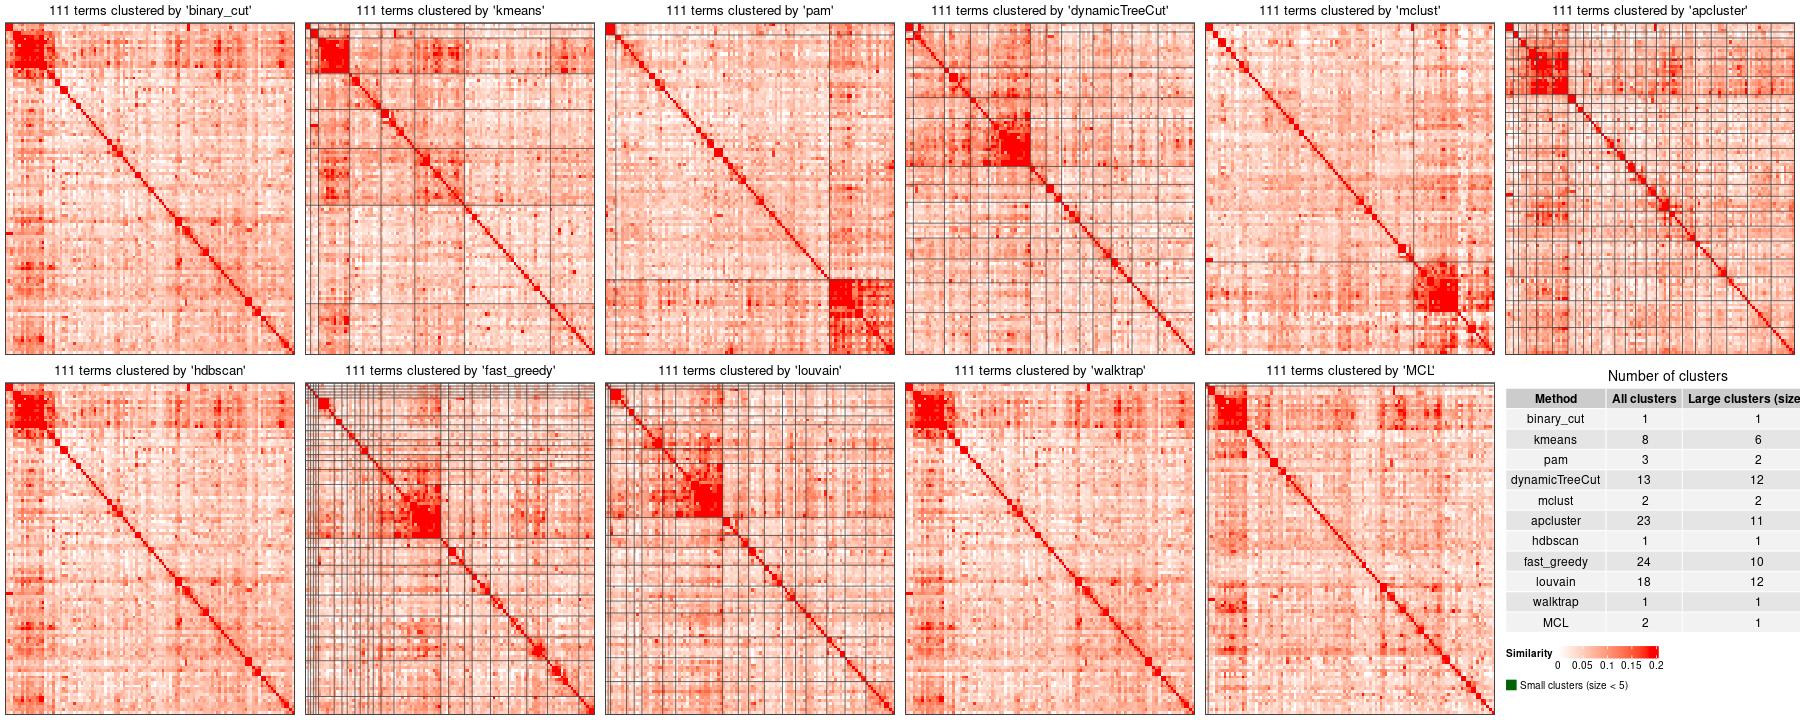 111 terms clustered by 'binary_cut'
111 terms clustered by 'kmeans'
111 terms clustered by 'pam'
111 terms clustered by 'dynamicTreeCut'
111 terms clustered by 'mclust'
111 terms clustered by 'apcluster'
111 terms clustered by 'hdbscan'
111 terms clustered by 'fast_greedy'
111 terms clustered by 'louvain'
111 terms clustered by 'walktrap'
111 terms clustered by 'MCL'
Number of clusters
Method All clusters Large clusters (size
binary_cut 1 1
kmeans 8 6
pam 3 2
dynamicTreeCut 13 12
mclust 2 2
apcluster 23 11
hdbscan 1 1
fast_greedy 24 10
louvain 18 12
walktrap 1 1
MCL 2 1
Similarity
0 0.05 0.1 0.15 0.2
Small clusters (size < 5)